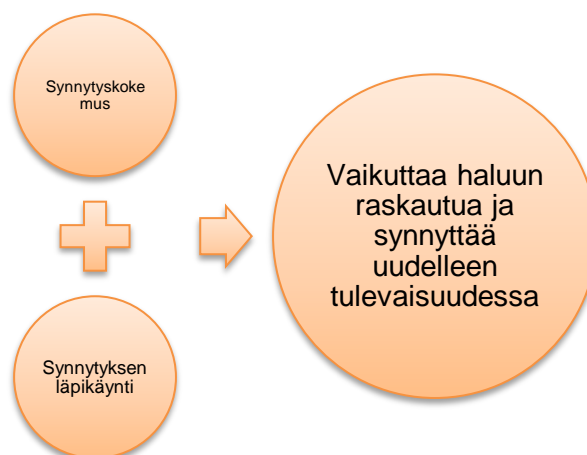 Synnytyskoke
mus
Vaikuttaa haluun
raskautua ja
synnyttää
uudelleen
tulevaisuudessa
Synnytyksen
läpikäynti